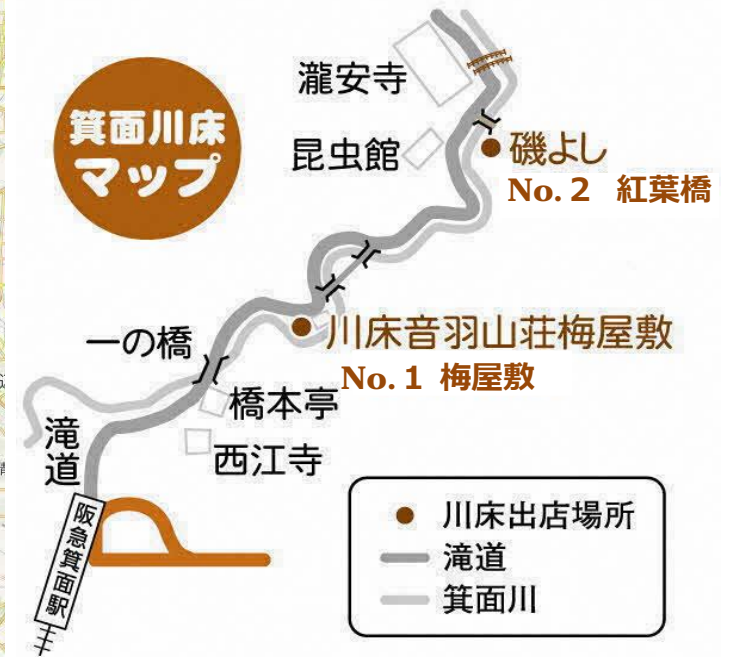 箕面川床
マップ
瀧安寺
昆虫館
磯よし
No. 2 紅葉橋
一の橋
川床音羽山荘梅屋敷
No. 1 梅屋敷
橋本亭
西江寺
滝道
阪急箕面駅
川床出店場所
滝道
箕面川